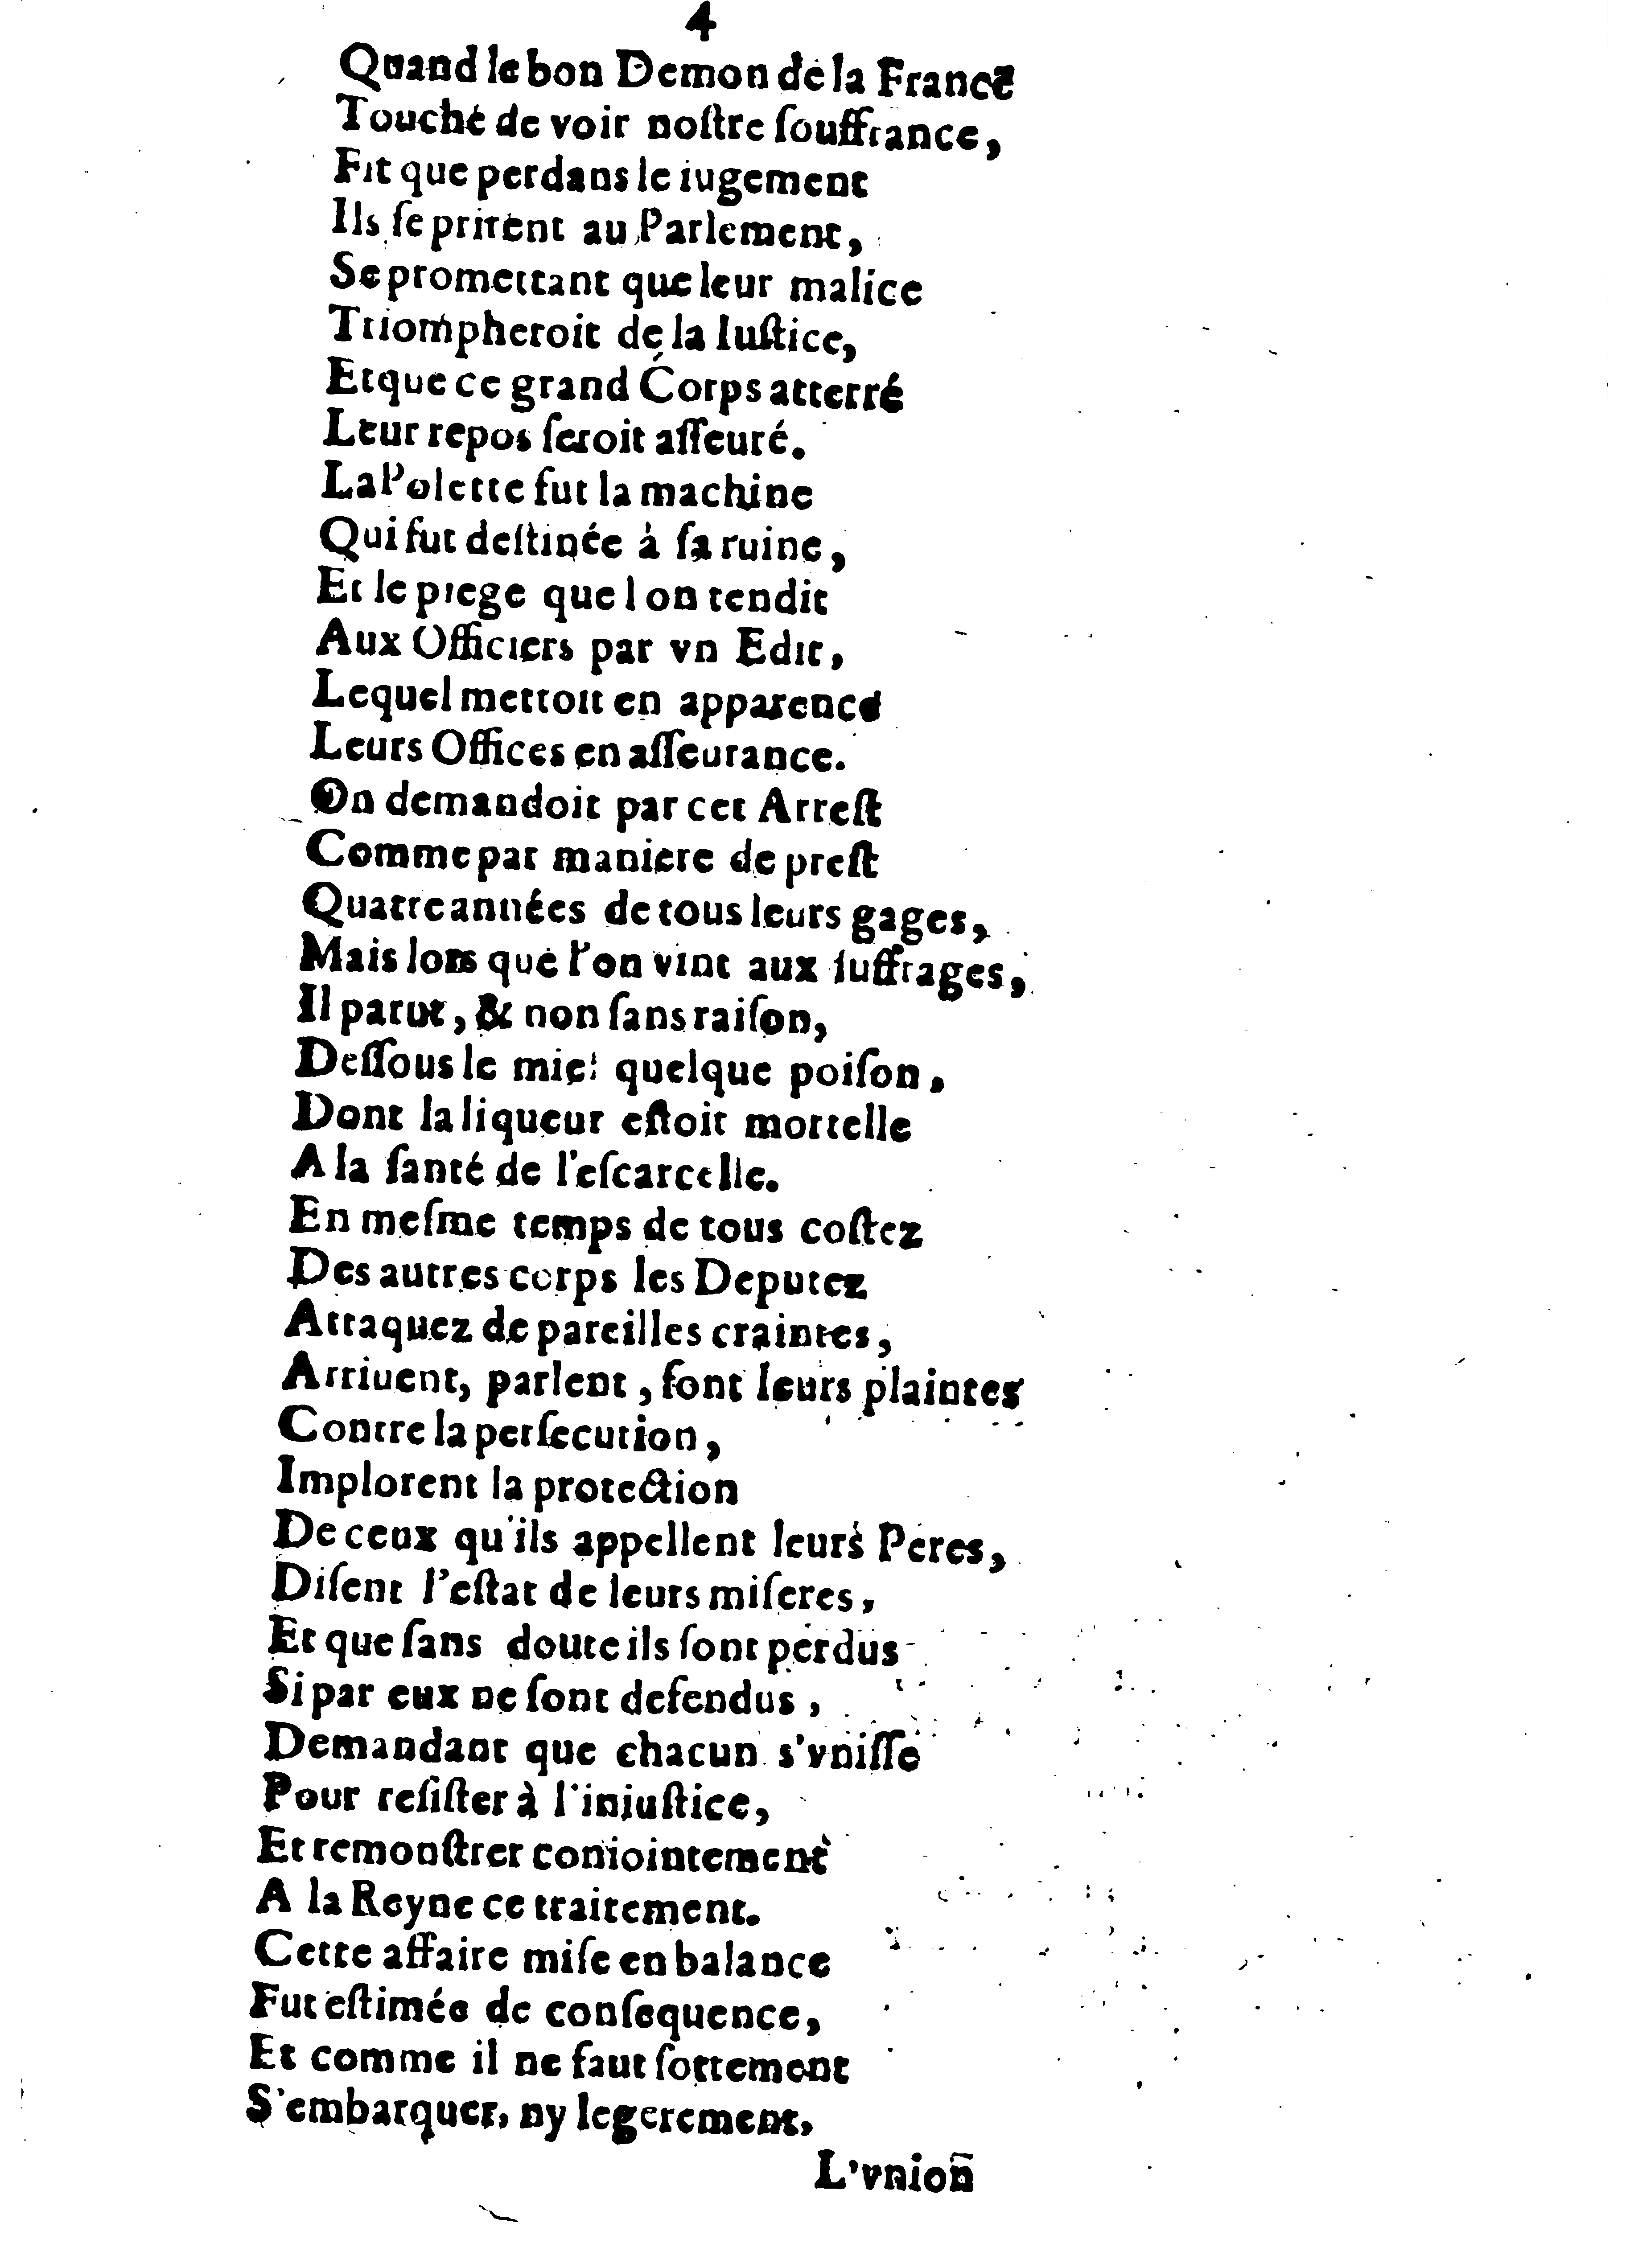 4
Quand le bon Demon de la France
Touché de voir noſtre ſouffrance,
Fit que perdans le iugement
Ils ſe prirent au Parlement,
Se promettant que leur malice
Triompheroit de la Iuſtice,
Et que ce grand Corps atterré
Leur repos ſeroit aſſeuré.
La Polette fut la machine
Qui fut deſtinée à ſa ruine,
Et le piege que l on tendit
Aux Officiers par vn Edit,
Lequel mettoit en apparence
Leurs Offices en aſſeurance.
On demandoit par cet Arreſt
Comme par maniere de preſt
Quatre années de tous leurs gages,
Mais lors que l'on vint aux ſuffrages,
Il parut, & non ſans raiſon,
Deſſous le miel quelque poiſon,
Dont la liqueur eſtoit mortelle
A la ſanté de l'eſcarcelle.
En meſme temps de tous coſtez
Des autres corps les Deputez
Attaquez de pareilles craintes,
Arriuent, parlent, font leurs plaintes
Contre la perſecution,
Implorent la protection
De ceux qu'ils appellent leurs Peres,
Diſent l'eſtat de leurs miſeres,
Et que ſans doute ils ſont perdus
Si par eux ne ſont defendus,
Demandant que chacun s'vniſſe
Pour reſiſter à l'iniuſtice,
Et remonſtrer coniointement
A la Reyne ce traitement.
Cette affaire miſe en balance
Fut eſtimée de conſequence,
Et comme il ne faut ſottement
S'embarquer, ny legerement,
L'vnion